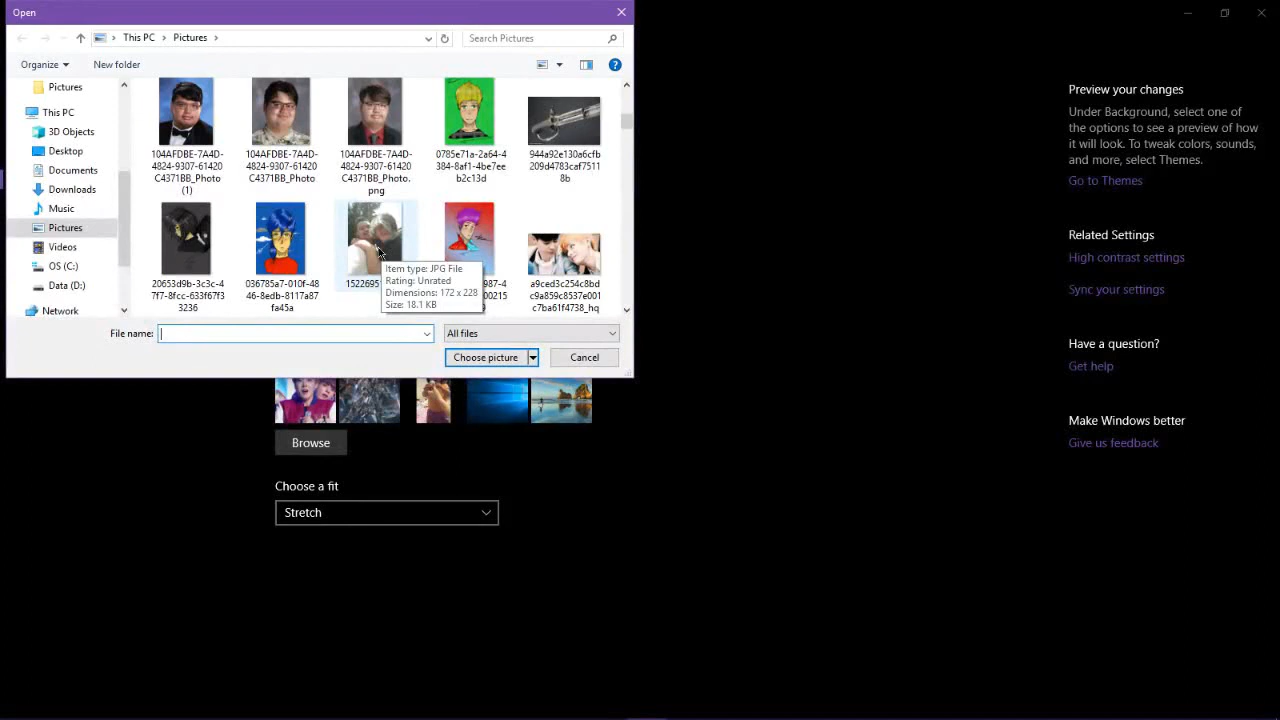 Open
This PC
Pictures
Search Pictures
Organize
New folder
Pictures
This PC
3D Objects
Desktop
Documents
Downloads
Music
Pictures
Videos
OS (C:)
Data (D:)
Network
104AFDBE-7A4D-
4824-9307-61420
C4371BB_Photo
(1)
104AFDBE-7A4D-
4824-9307-61420
C4371BB_Photo
104AFDBE-7A4D-
4824-9307-61420
C4371BB_Photo.
png
0785e71a-2a64-4
384-8af1-4be7ee
b2c13d
944a92e130a6cfb
209d4783caf7511
8b
20653d9b-3c3c-4
7f7-8fcc-633f67f3
3236
036785a7-010f-48
46-8edb-8117a87
fa45a
1522695
987-4
00215
9
a9ced3c254c8bd
c9a859c8537e001
c7ba61f4738_hq
Item type: JPG File
Rating: Unrated
Dimensions: 172 x 228
Size: 18.1 KB
File name:
All files
Choose picture
Cancel
Browse
Choose a fit
Stretch
Preview your changes
Under Background, select one of
the options to see a preview of how
it will look. To tweak colors, sounds,
and more, select Themes.
Go to Themes
Related Settings
High contrast settings
Sync your settings
Have a question?
Get help
Make Windows better
Give us feedback